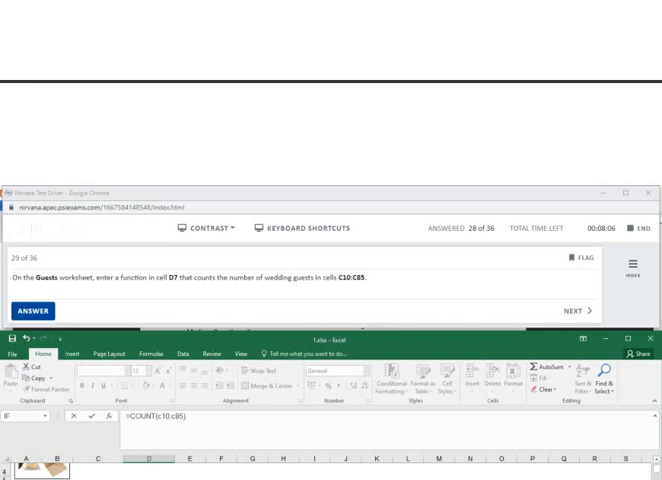 Nirvana Test Driver - Google Chrome
nirvana.apec.psiexams.com/1667584148548/index.html
CONTRAST KEYBOARD SHORTCUTS ANSWERED 28 of 36 TOTAL TIME LEFT 00:08:06 END
29 of 36 FLAG
On the Guests worksheet, enter a function in cell D7 that counts the number of wedding guests in cells C10:C85.
INDEX
ANSWER NEXT
1.xlsx - Excel
File Home Insert Page Layout Formulas Data Review View Tell me what you want to do... Share
Paste Cut Copy Format Painter
11 A A
B I U
Wrap Text
Merge & Center
General
% ,
Conditional Formatting Format as Table Cell Styles
Insert Delete Format
AutoSum Fill Clear
Sort & Filter Find & Select
Clipboard Font Alignment Number Styles Cells Editing
IF fx =COUNT(c10:c85)
A B C D E F G H I J K L M N O P Q R S
4